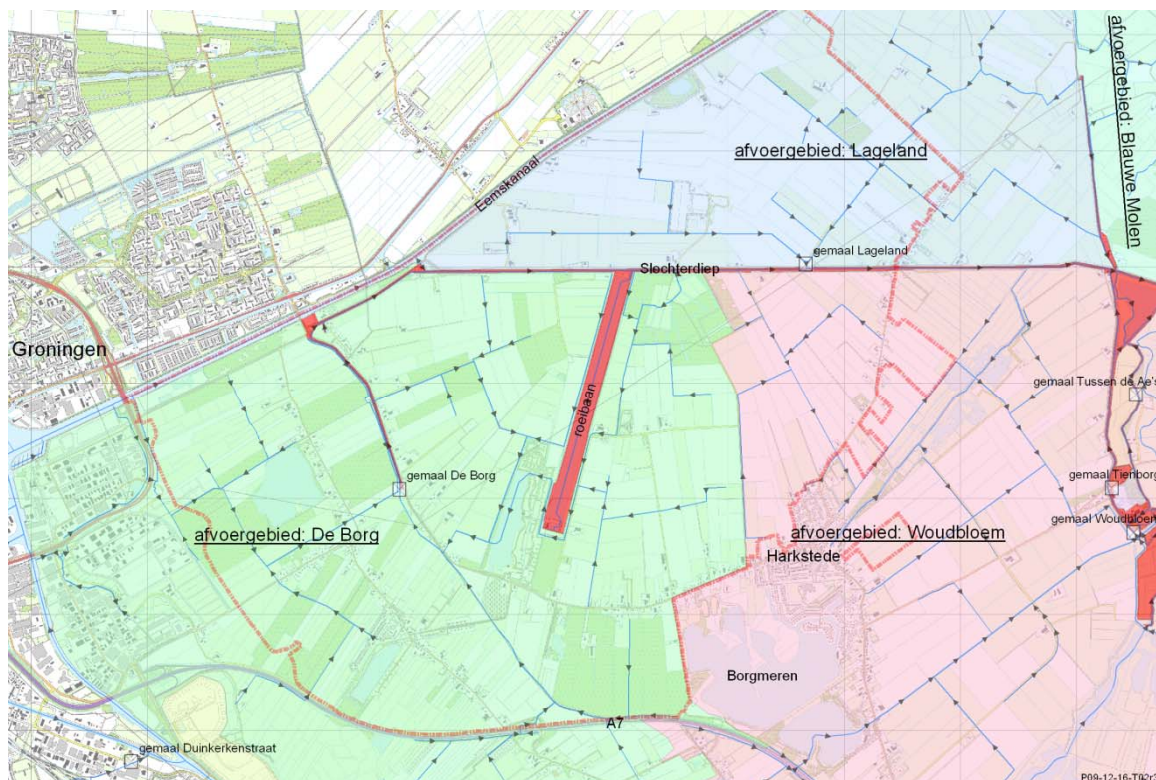 afvoergebied: Blauwe Molen
afvoergebied: Lageland
Eemskanaal
gemaal Lageland
Slochterdiep
Groningen
gemaal Tussen de Ae's
roeibaan
gemaal De Borg
gemaal Tienborg
gemaal Woudbloem
afvoergebied: De Borg
afvoergebied: Woudbloem
Harkstede
Borgmeren
A7
gemaal Duinkerkenstraat